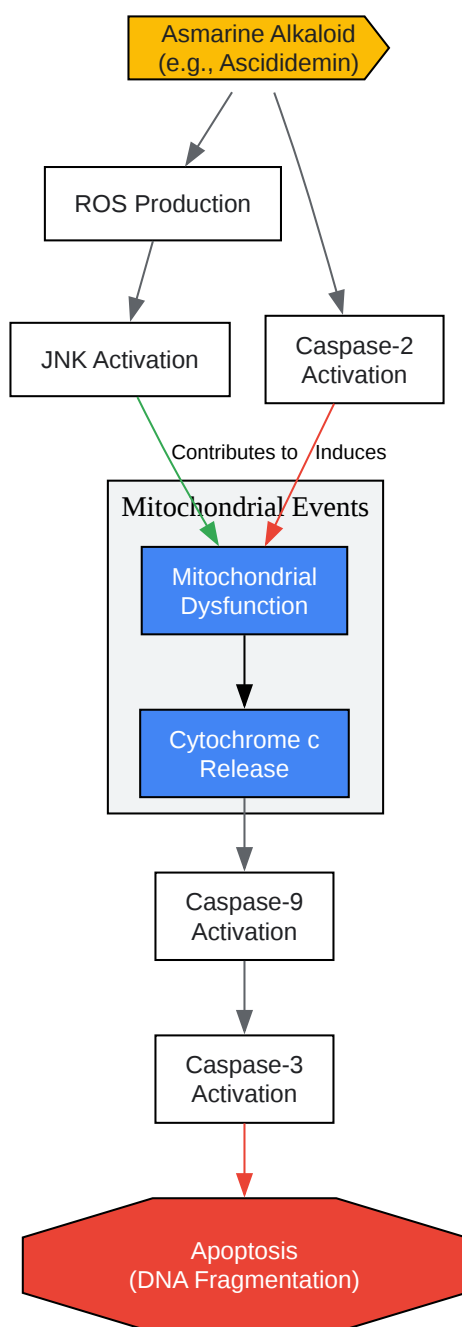 Asmarine Alkaloid
(e.g., Ascididemin)
ROS Production
JNK Activation
Caspase-2
Activation
Contributes to
Induces
Mitochondrial Events
Mitochondrial
Dysfunction
Cytochrome c
Release
Caspase-9
Activation
Caspase-3
Activation
Apoptosis
(DNA Fragmentation)